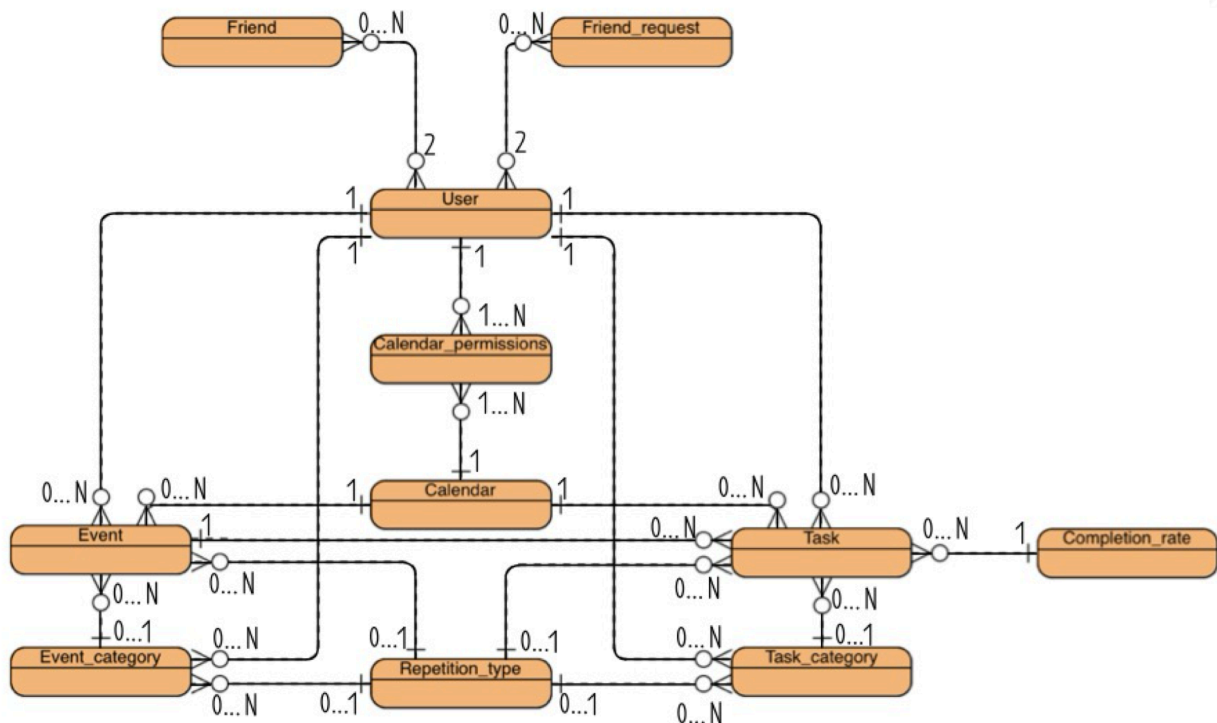 0...N
0...N
Friend
Friend_request
2
2
1
User
1
1
1
1
1...N
Calendar_permissions
1...N
1
0...N
0...N
1
Calendar
1
0...N
0...N
Event
1
0...N
Task
0...N
1
Completion_rate
0...N
0...N
0...N
0...N
0...1
0...N
0...1
0...1
0...N
0...1
Event_category
Repetition_type
Task_category
0...N
0...1
0...1
0...N